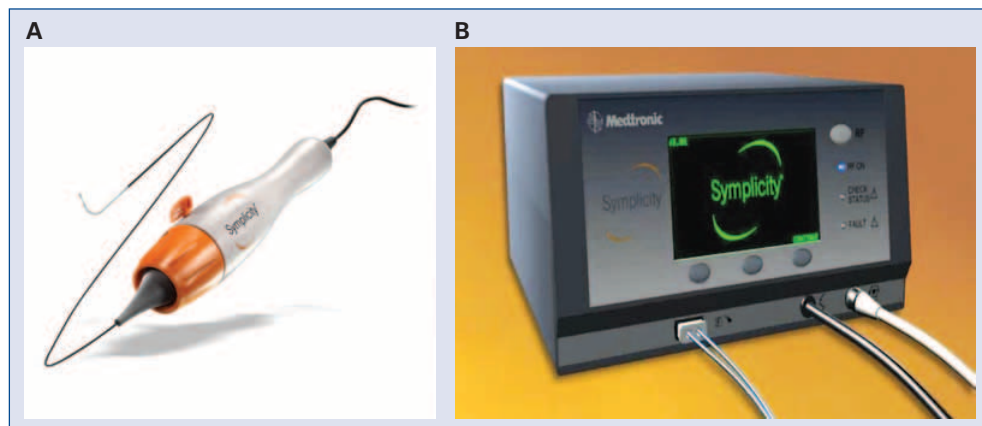 A
B
Symplicity
Medtronic
RF
RF ON
CHECK
STATUS
FAULT
Symplicity
Symplicity